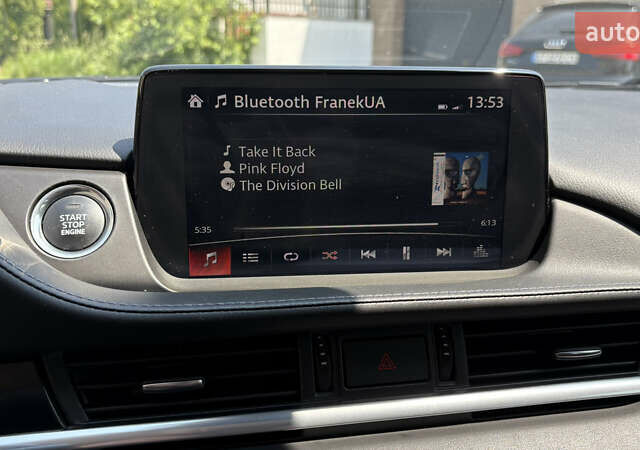 auto
Bluetooth FranekUA
13:53
Take It Back
Pink Floyd
The Division Bell
5:35
6:13
START
STOP
ENGINE